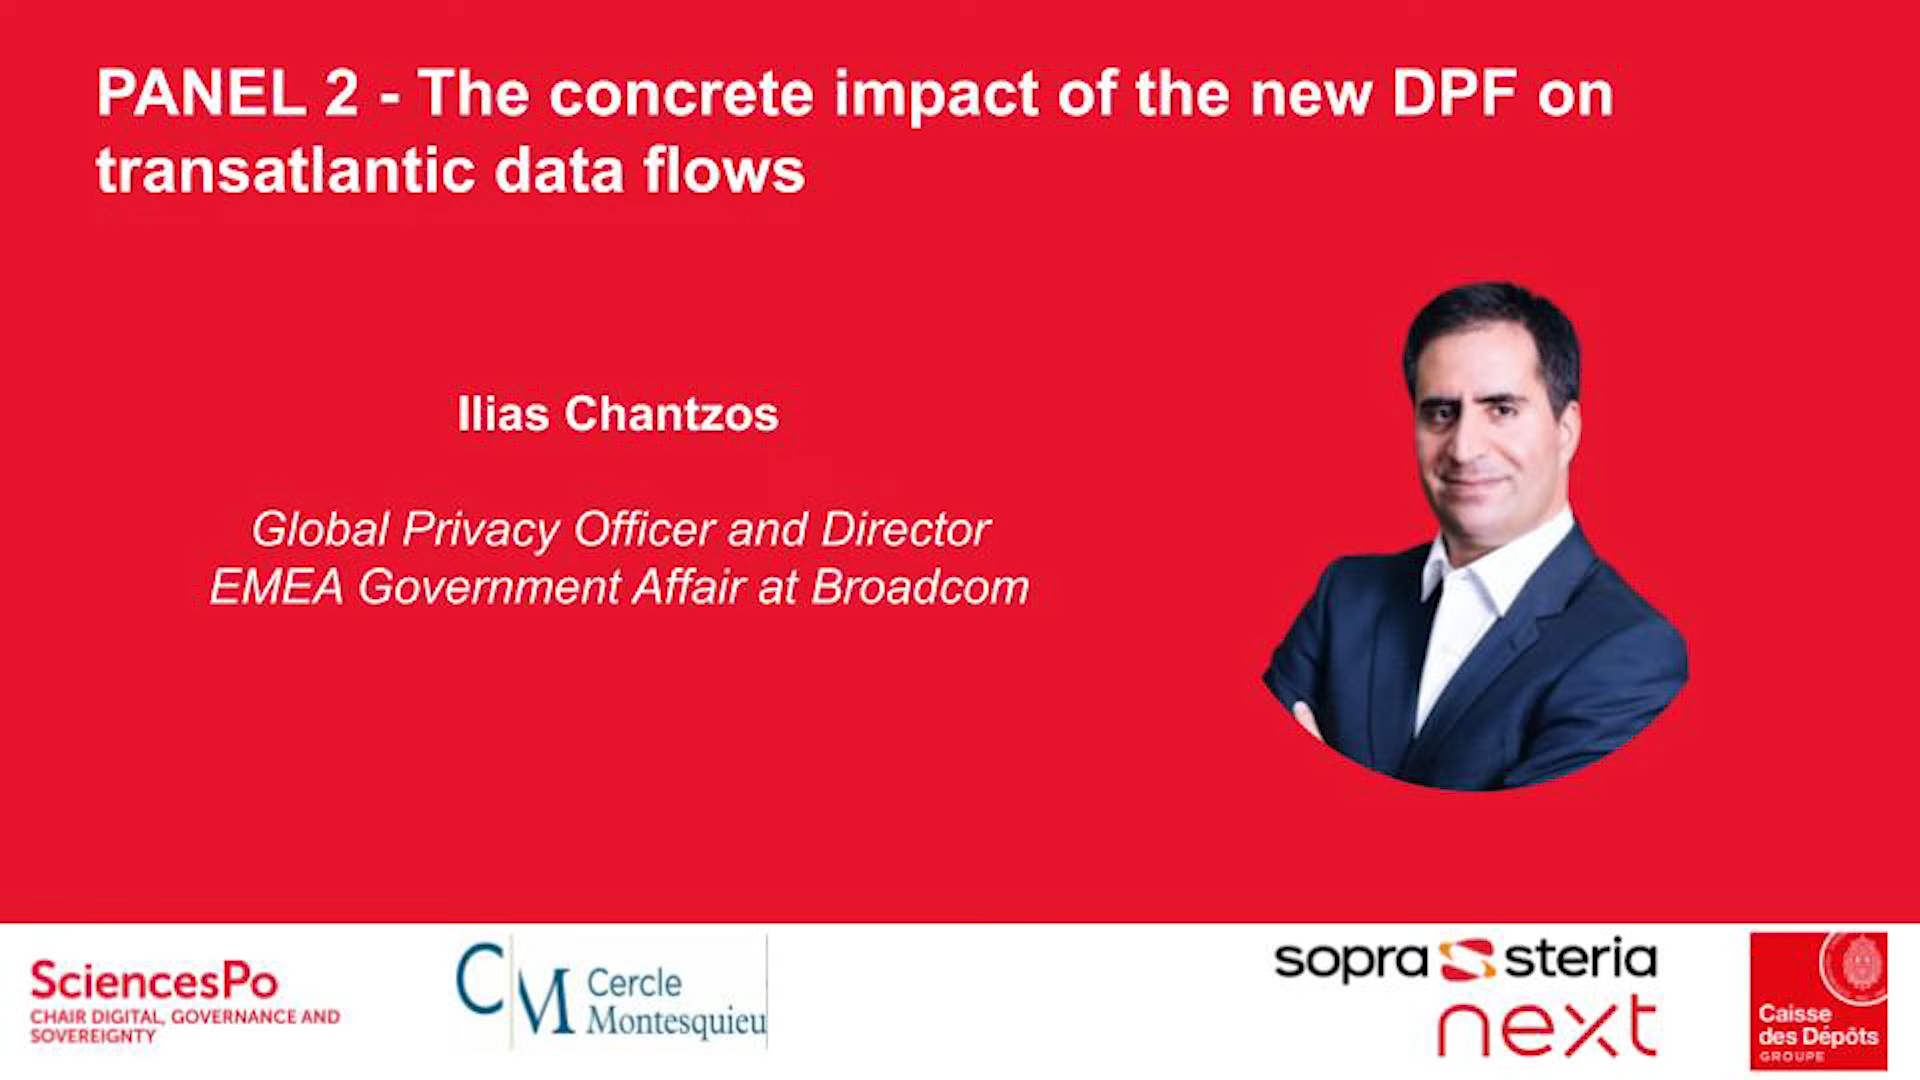 PANEL 2 - The concrete impact of the new DPF on
transatlantic data flows
Ilias Chantzos
Global Privacy Officer and Director
EMEA Government Affair at Broadcom
SciencesPo
CHAIR DIGITAL, GOVERNANCE AND
SOVEREIGNTY
CM
Cercle
Montesquieu
sopra steria
next
Caisse
des Dépôts
GROUPE